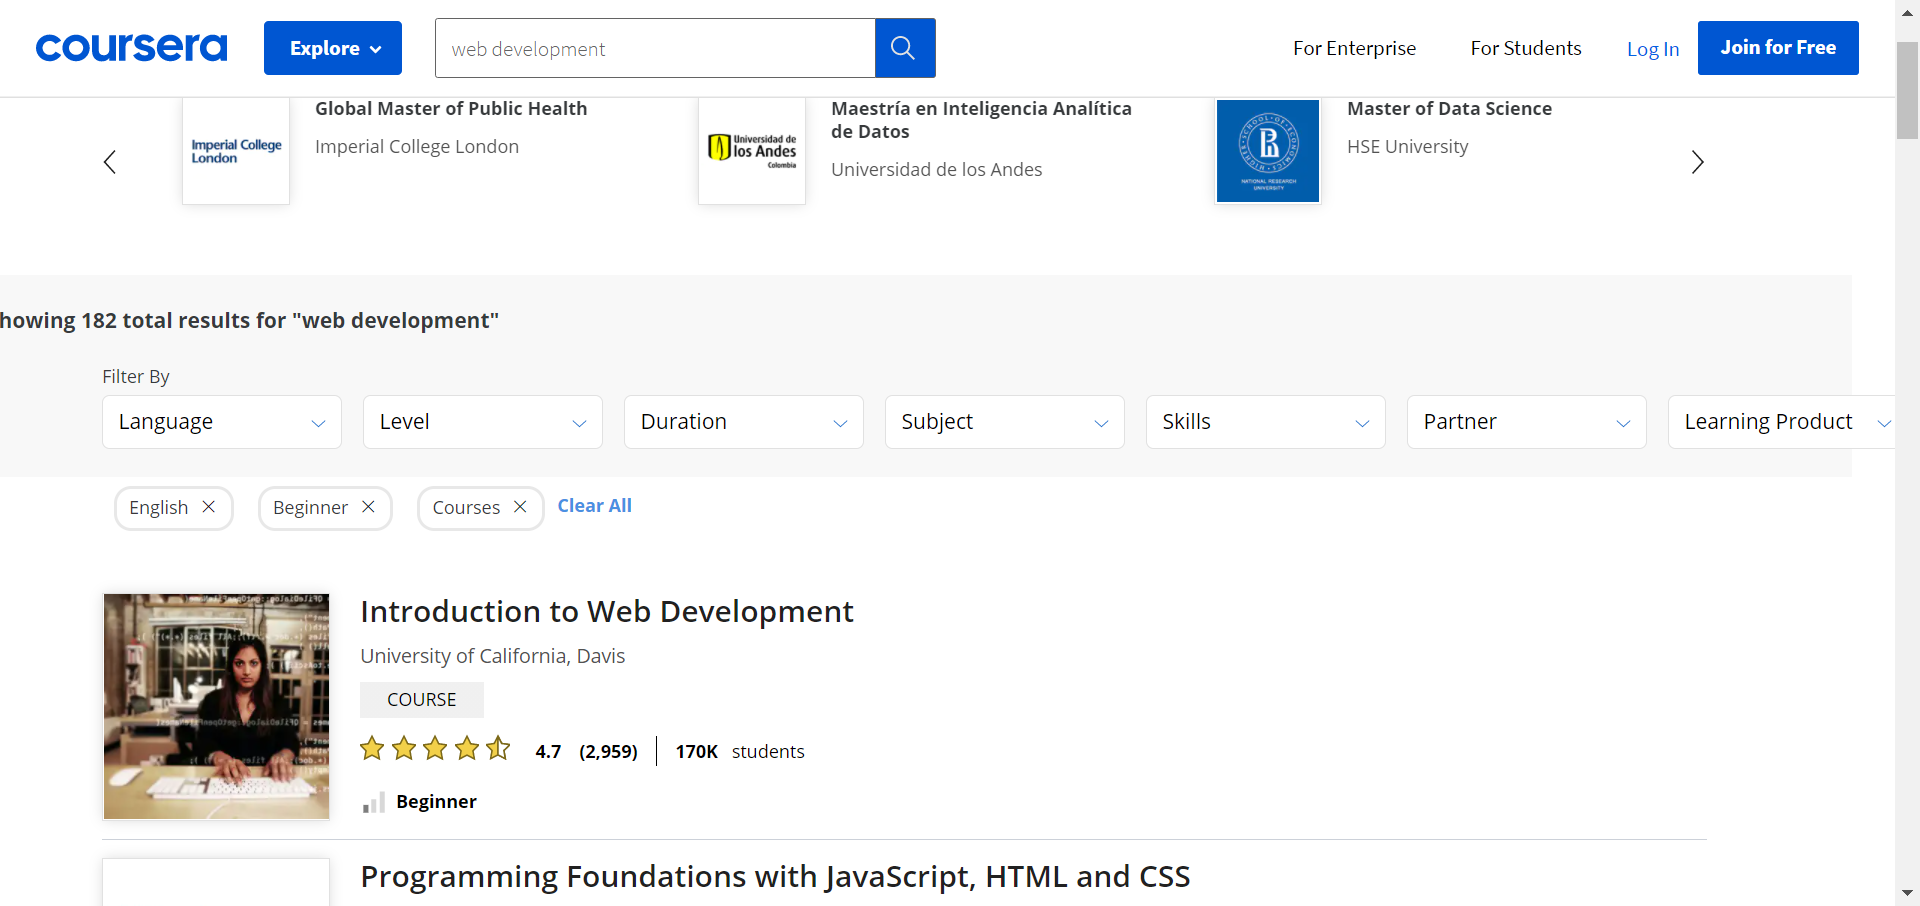 coursera
Explore
web development
For Enterprise
For Students
Log In
Join for Free
Imperial College
London
Global Master of Public Health
Imperial College London
Universidad de
los Andes
Colombia
Maestría en Inteligencia Analítica
de Datos
Universidad de los Andes
HIGHER SCHOOL OF ECONOMICS
NATIONAL RESEARCH
UNIVERSITY
Master of Data Science
HSE University
howing 182 total results for "web development"
Filter By
Language
Level
Duration
Subject
Skills
Partner
Learning Product
English
Beginner
Courses
Clear All
Introduction to Web Development
University of California, Davis
COURSE
4.7 (2,959) 170K students
Beginner
Programming Foundations with JavaScript, HTML and CSS